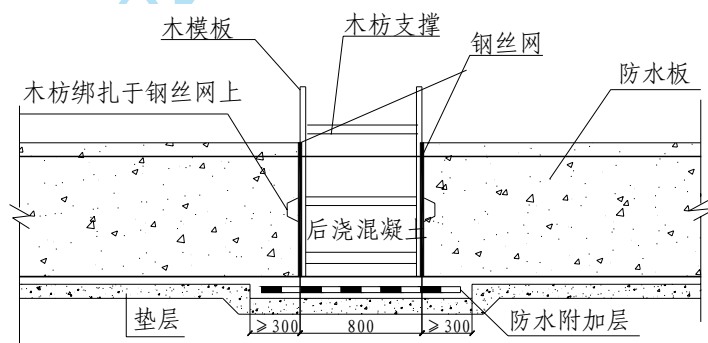 木模板
木枋支撑
钢丝网
木枋绑扎于钢丝网上
防水板
后浇混凝土
垫层
≥300
800
≥300
防水附加层